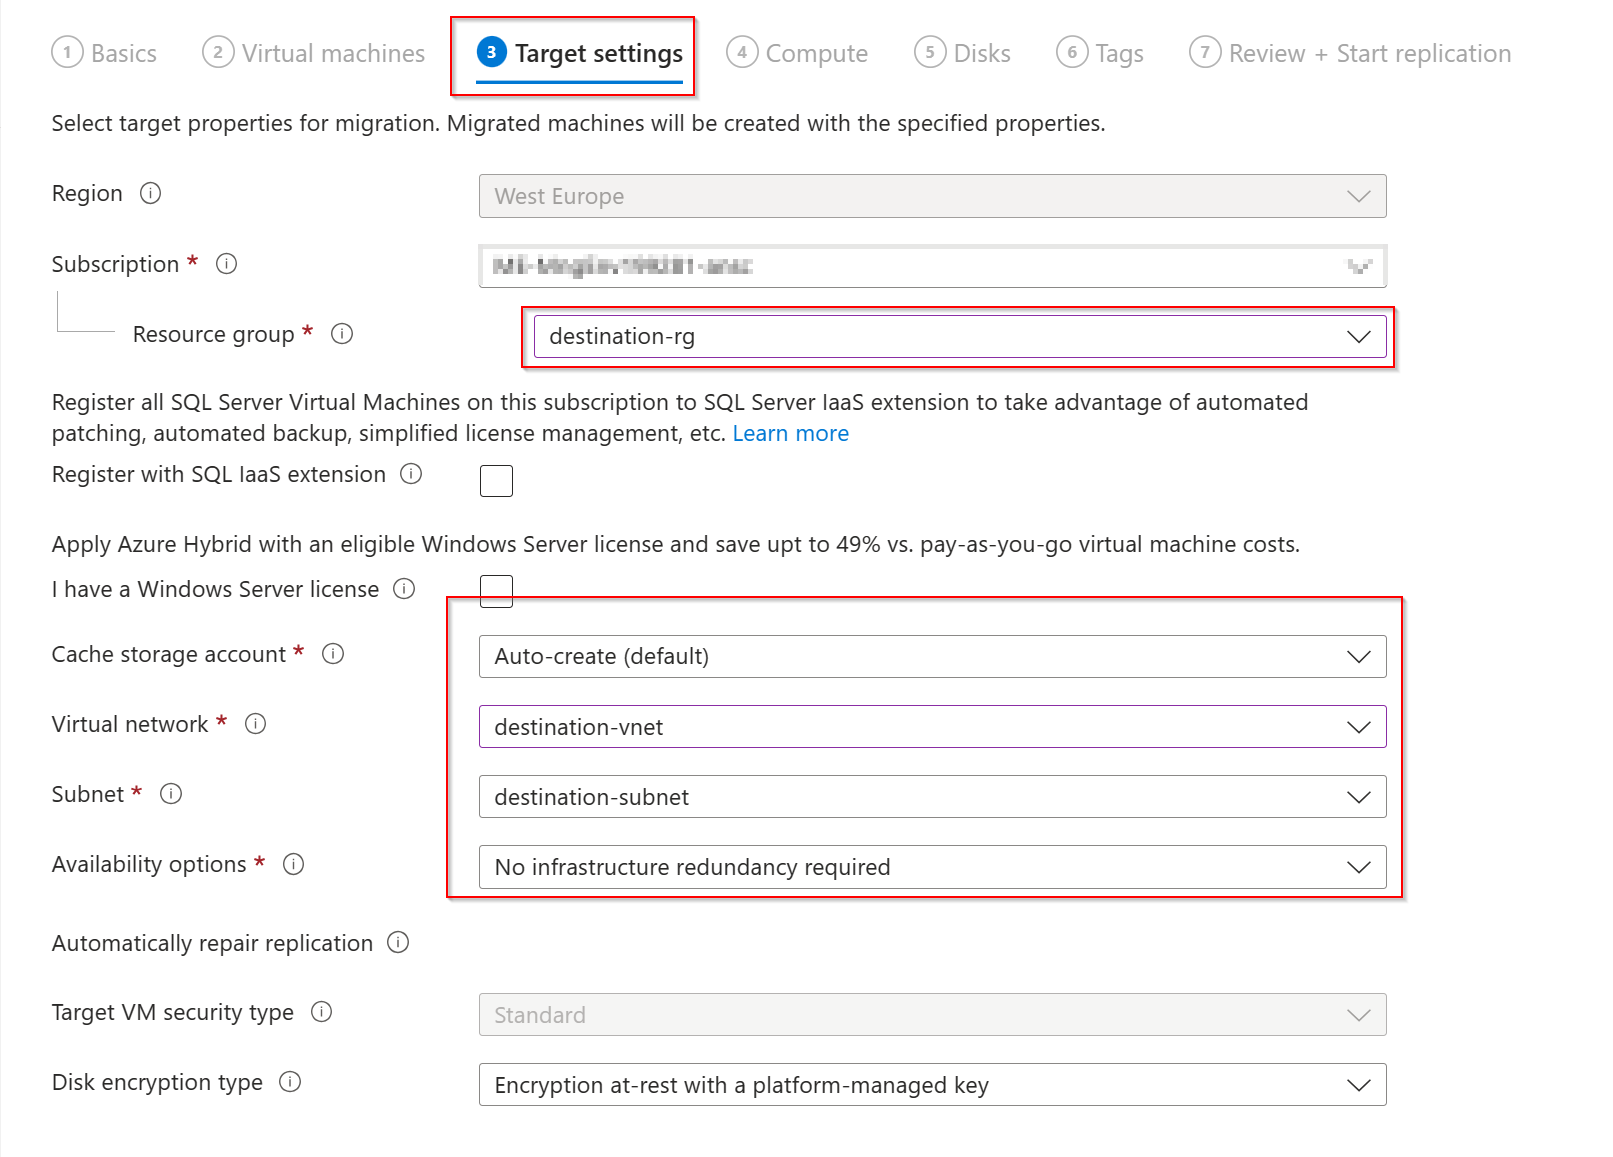 1 Basics 2 Virtual machines 3 Target settings 4 Compute 5 Disks 6 Tags 7 Review + Start replication
Select target properties for migration. Migrated machines will be created with the specified properties.
Region West Europe
Subscription *
Resource group * destination-rg
Register all SQL Server Virtual Machines on this subscription to SQL Server IaaS extension to take advantage of automated
patching, automated backup, simplified license management, etc. Learn more
Register with SQL IaaS extension
Apply Azure Hybrid with an eligible Windows Server license and save upt to 49% vs. pay-as-you-go virtual machine costs.
I have a Windows Server license
Cache storage account * Auto-create (default)
Virtual network * destination-vnet
Subnet * destination-subnet
Availability options * No infrastructure redundancy required
Automatically repair replication
Target VM security type Standard
Disk encryption type Encryption at-rest with a platform-managed key